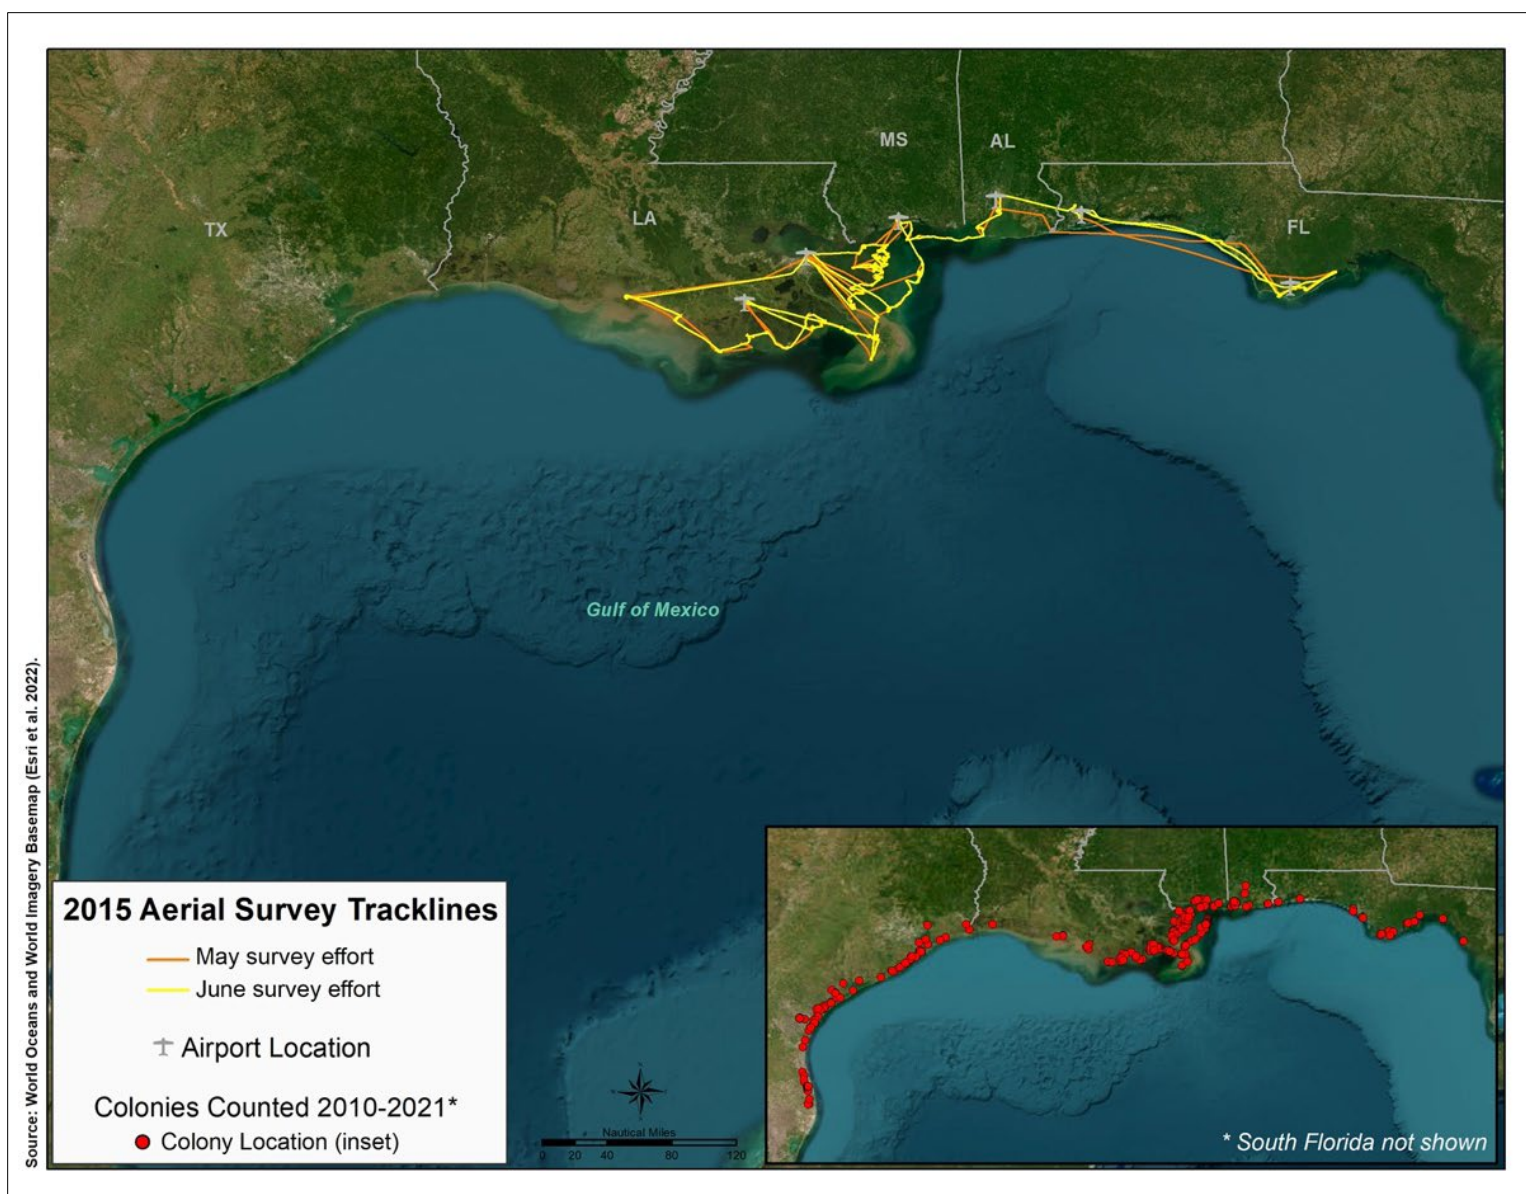 MS
AL
TX
LA
FL
Gulf of Mexico
Source: World Oceans and World Imagery Basemap (Esri et al. 2022).
2015 Aerial Survey Tracklines
May survey effort
June survey effort
Airport Location
Colonies Counted 2010-2021*
Colony Location (inset)
Nautical Miles
0 20 40 80 120
* South Florida not shown